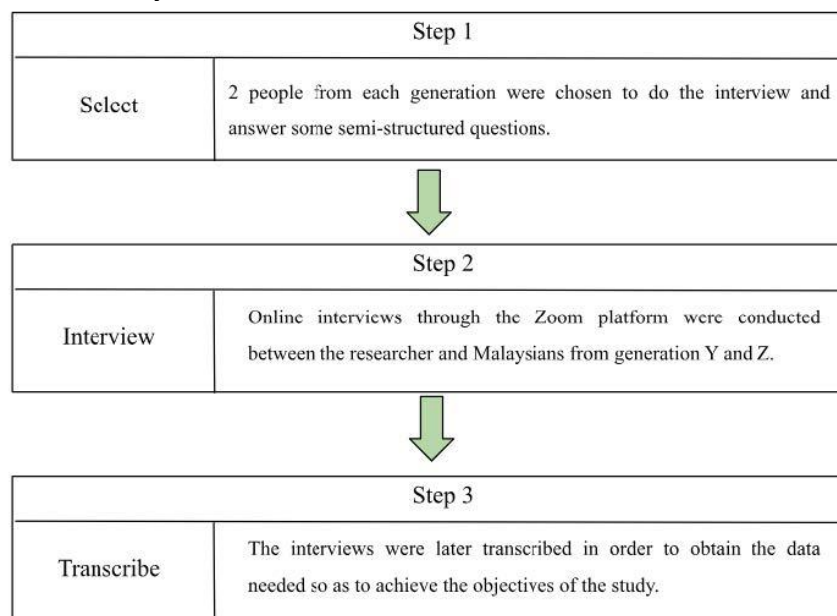 Step 1
Select
2 people from each generation were chosen to do the interview and
answer some semi-structured questions.
Step 2
Interview
Online interviews through the Zoom platform were conducted
between the researcher and Malaysians from generation Y and Z.
Step 3
Transcribe
The interviews were later transcribed in order to obtain the data
needed so as to achieve the objectives of the study.